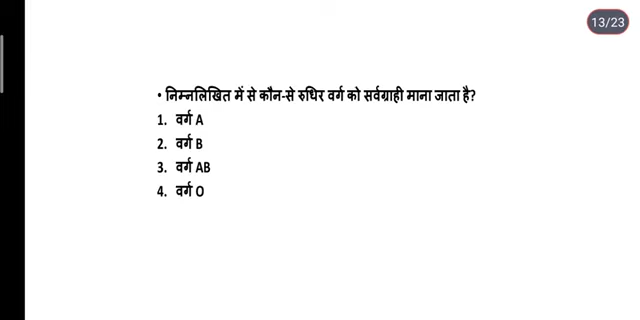 13/23
• निम्नलिखित में से कौन-से रुधिर वर्ग को सर्वग्राही माना जाता है?
1. वर्ग A
2. वर्ग B
3. वर्ग AB
4. वर्ग O